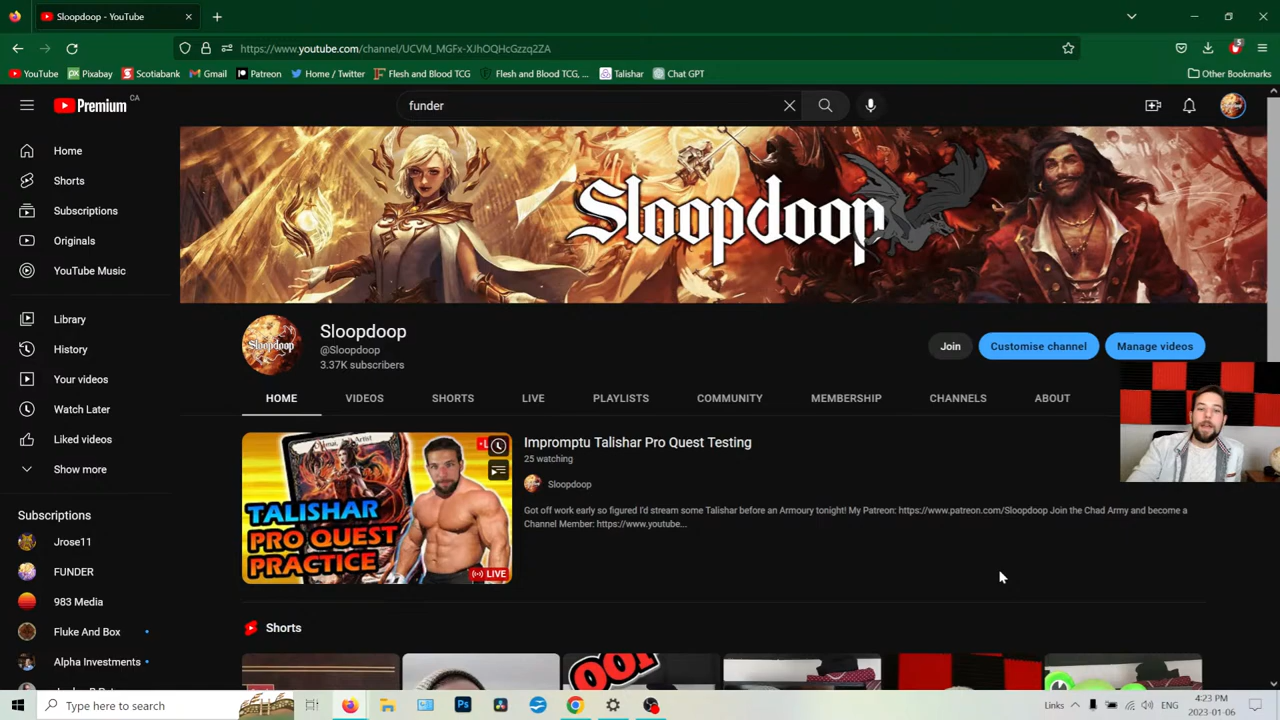 Sloopdoop - YouTube
https://www.youtube.com/channel/UCVM_MGFx-XJhOQHcGzzq2ZA
YouTube
Pixabay
Scotiabank
Gmail
Patreon
Home / Twitter
Flesh and Blood TCG
Flesh and Blood TCG, ...
Talishar
Chat GPT
Other Bookmarks
Premium CA
funder
Home
Shorts
Subscriptions
Originals
YouTube Music
Library
History
Your videos
Watch Later
Liked videos
Show more
Subscriptions
Jrose11
FUNDER
983 Media
Fluke And Box
Alpha Investments
Sloopdoop
Sloopdoop
Sloopdoop
@Sloopdoop
3.37K subscribers
Join
Customise channel
Manage videos
HOME
VIDEOS
SHORTS
LIVE
PLAYLISTS
COMMUNITY
MEMBERSHIP
CHANNELS
ABOUT
TALISHAR
PRO QUEST
PRACTICE
LIVE
Impromptu Talishar Pro Quest Testing
25 watching
Sloopdoop
Got off work early so figured I'd stream some Talishar before an Armoury tonight! My Patreon: https://www.patreon.com/Sloopdoop Join the Chad Army and become a
Channel Member: https://www.youtube...
Shorts
Type here to search
Links
ENG
4:23 PM
2023-01-06